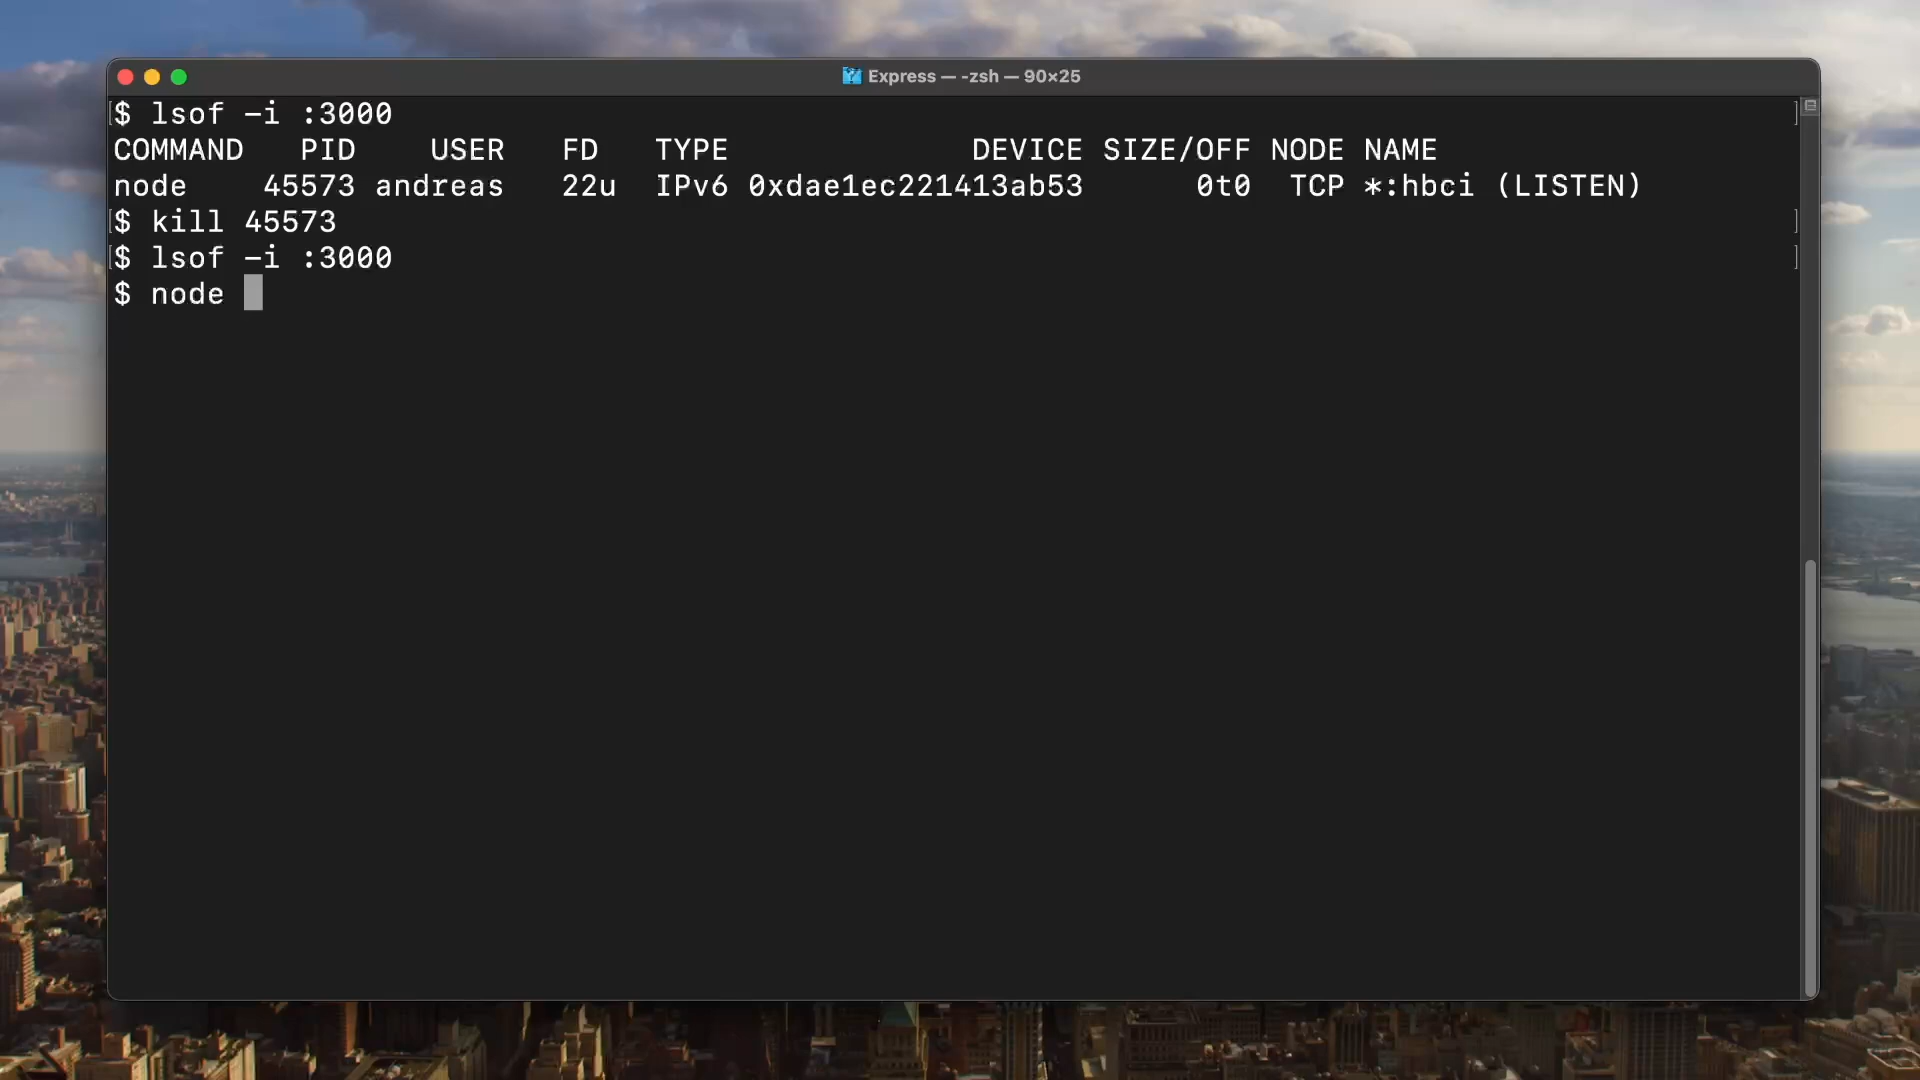 Express — -zsh — 90×25
$ lsof -i :3000
COMMAND PID USER FD TYPE DEVICE SIZE/OFF NODE NAME
node 45573 andreas 22u IPv6 0xdae1ec221413ab53 0t0 TCP *:hbci (LISTEN)
$ kill 45573
$ lsof -i :3000
$ node